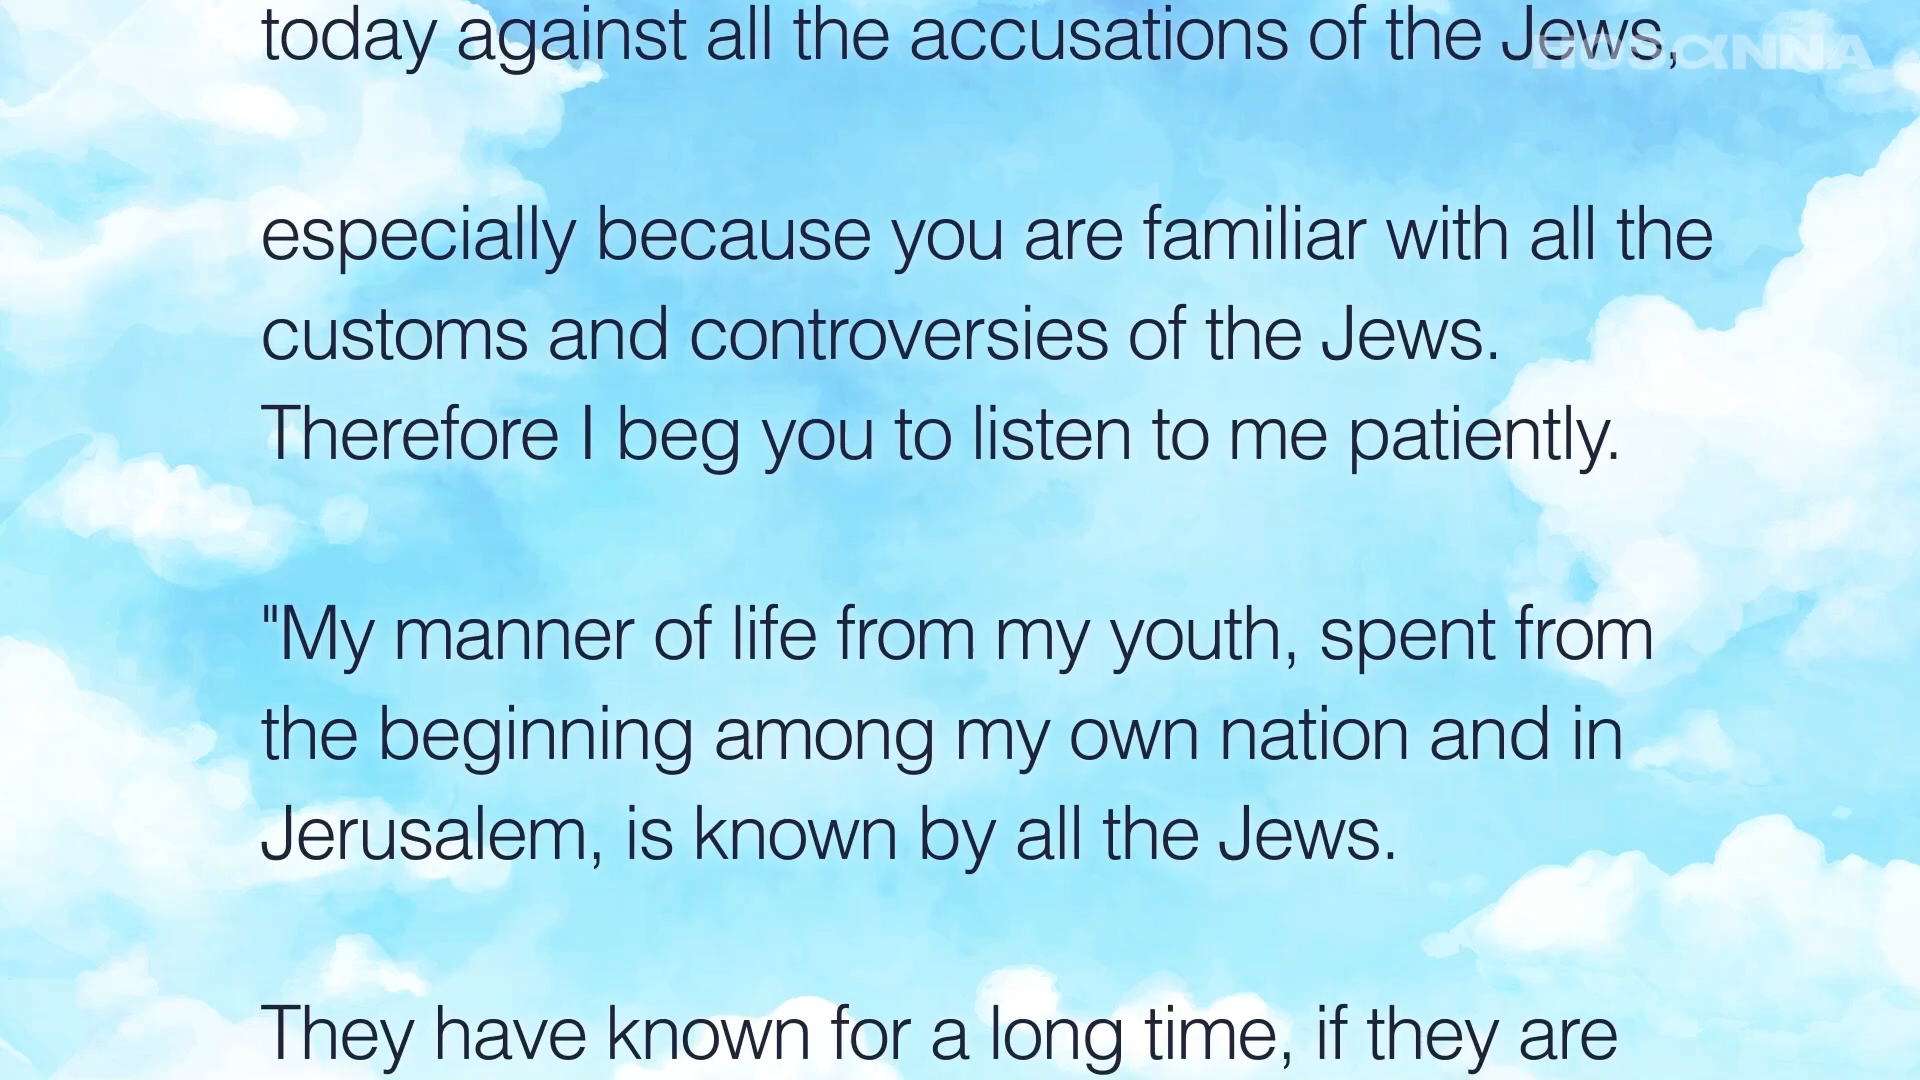 today against all the accusations of the Jews,
HOSANNA
especially because you are familiar with all the
customs and controversies of the Jews.
Therefore I beg you to listen to me patiently.
"My manner of life from my youth, spent from
the beginning among my own nation and in
Jerusalem, is known by all the Jews.
They have known for a long time, if they are